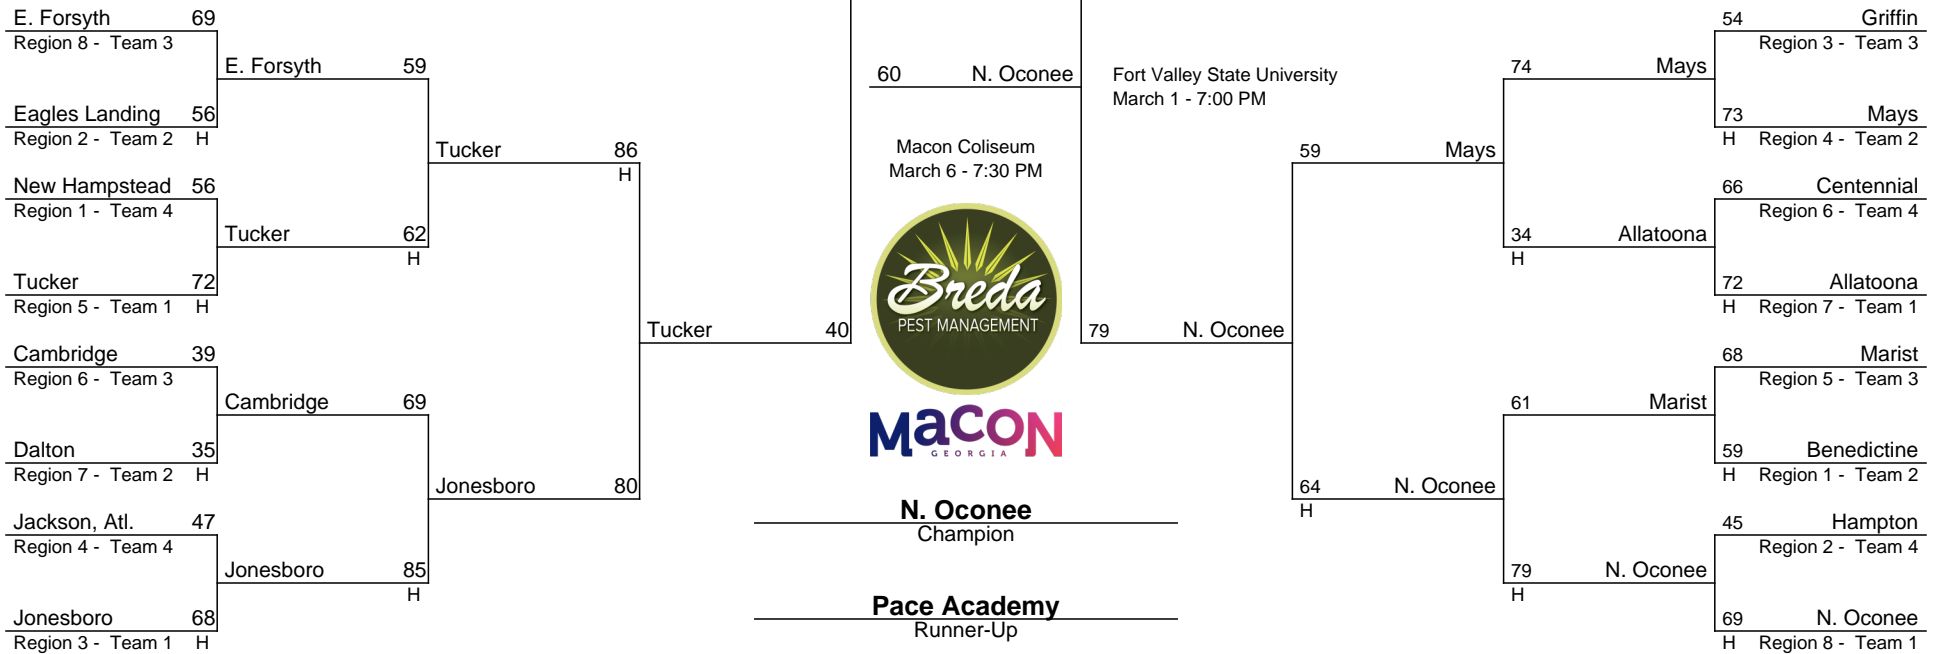 E. Forsyth 69
Region 8 - Team 3
E. Forsyth 59
Eagles Landing 56
Region 2 - Team 2 H
Tucker 86
H
New Hampstead 56
Region 1 - Team 4
Tucker 62
H
Tucker 72
Region 5 - Team 1 H
Tucker 40
Cambridge 39
Region 6 - Team 3
Cambridge 69
Dalton 35
Region 7 - Team 2 H
Jonesboro 80
Jackson, Atl. 47
Region 4 - Team 4
Jonesboro 85
H
Jonesboro 68
Region 3 - Team 1 H
60 N. Oconee
Macon Coliseum
March 6 - 7:30 PM
Breda
PEST MANAGEMENT
MACON
GEORGIA
N. Oconee
Champion
Pace Academy
Runner-Up
Fort Valley State University
March 1 - 7:00 PM
79 N. Oconee
59 Mays
64 N. Oconee
H
74 Mays
34 Allatoona
H
61 Marist
79 N. Oconee
H
54 Griffin
Region 3 - Team 3
73 Mays
H Region 4 - Team 2
66 Centennial
Region 6 - Team 4
72 Allatoona
H Region 7 - Team 1
68 Marist
Region 5 - Team 3
59 Benedictine
H Region 1 - Team 2
45 Hampton
Region 2 - Team 4
69 N. Oconee
H Region 8 - Team 1